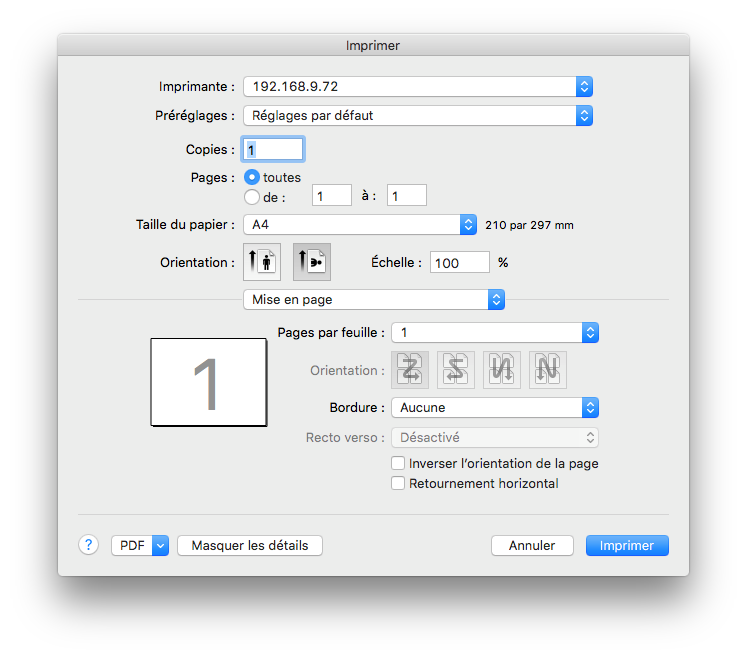 Imprimer
Imprimante : 192.168.9.72
Préréglages : Réglages par défaut
Copies : 1
Pages : toutes
de : 1 à : 1
Taille du papier : A4 210 par 297 mm
Orientation : Échelle : 100 %
Mise en page
Pages par feuille : 1
1
Orientation :
Bordure : Aucune
Recto verso : Désactivé
Inverser l'orientation de la page
Retournement horizontal
? PDF Masquer les détails Annuler Imprimer